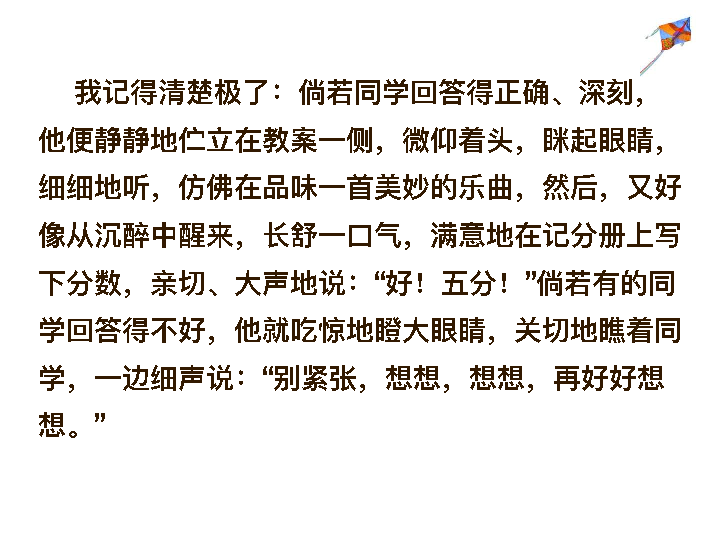 我记得清楚极了：倘若同学回答得正确、深刻，
他便静静地伫立在教案一侧，微仰着头，眯起眼睛，
细细地听，仿佛在品味一首美妙的乐曲，然后，又好
像从沉醉中醒来，长舒一口气，满意地在记分册上写
下分数，亲切、大声地说：“好！五分！”倘若有的同
学回答得不好，他就吃惊地瞪大眼睛，关切地瞧着同
学，一边细声说：“别紧张，想想，想想，再好好想
想。”